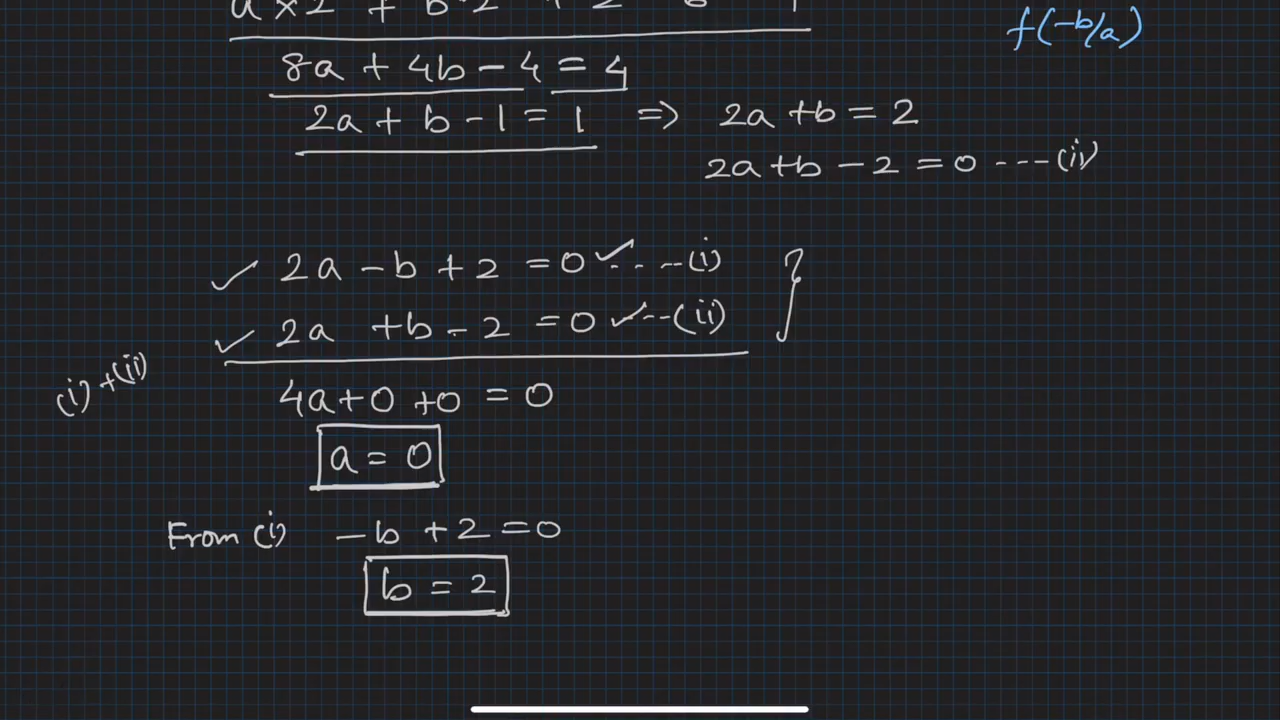 f(-b/a)
8a + 4b - 4 = 4
2a + b - 1 = 1 => 2a + b = 2
2a + b - 2 = 0 --- (ii)
✓ 2a - b + 2 = 0 ✓ .. --(i)
✓ 2a + b - 2 = 0 ✓ --(ii) }
(i) + (ii)
4a + 0 + 0 = 0
a = 0
From (i) - b + 2 = 0
b = 2